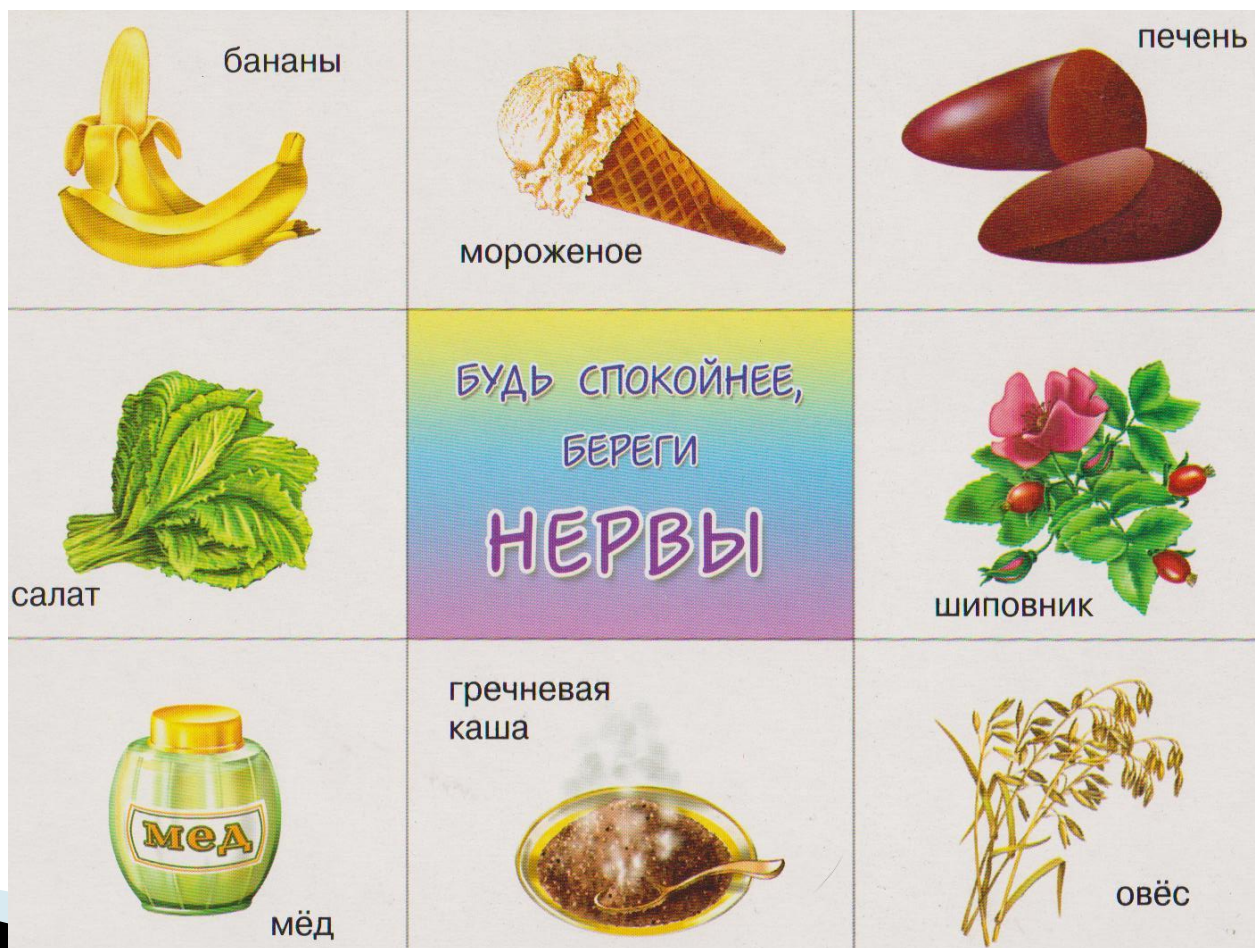 бананы
мороженое
печень
салат
БУДЬ СПОКОЙНЕЕ,
БЕРЕГИ
НЕРВЫ
шиповник
мед
мёд
гречневая
каша
овёс